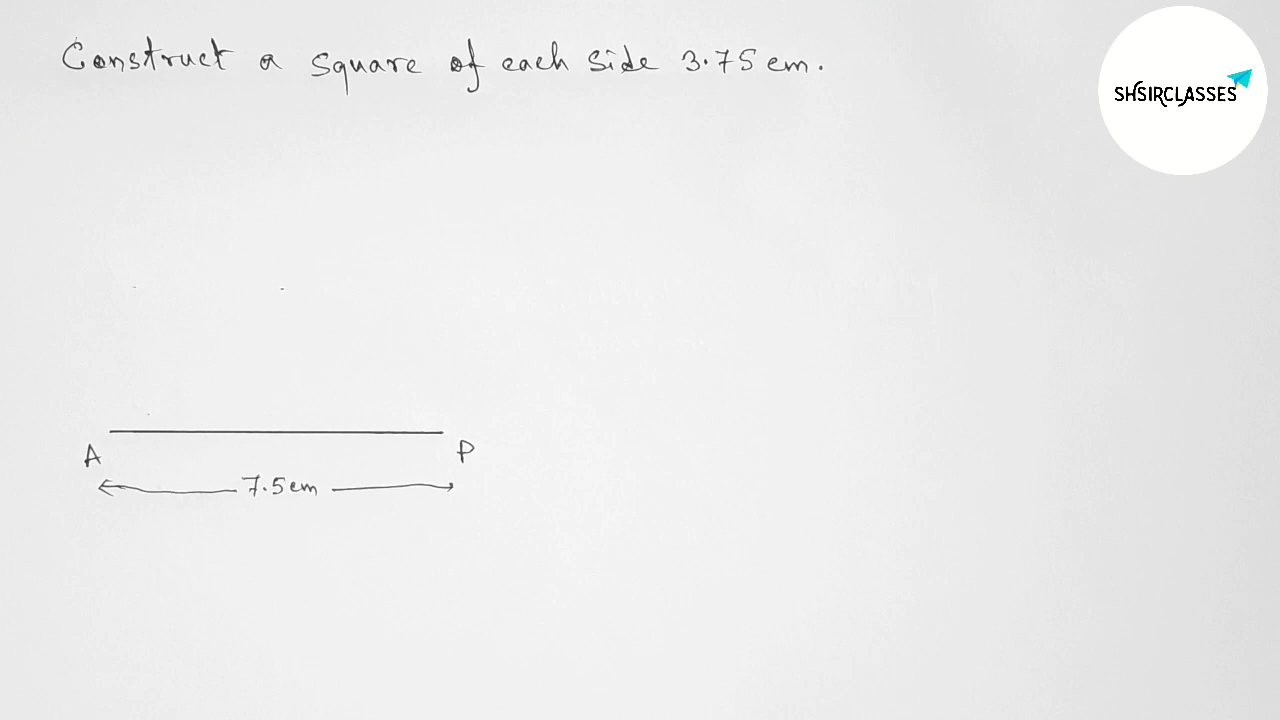 Construct a square of each side 3.75 cm.
SHSIRCLASSES
A
P
7.5 cm